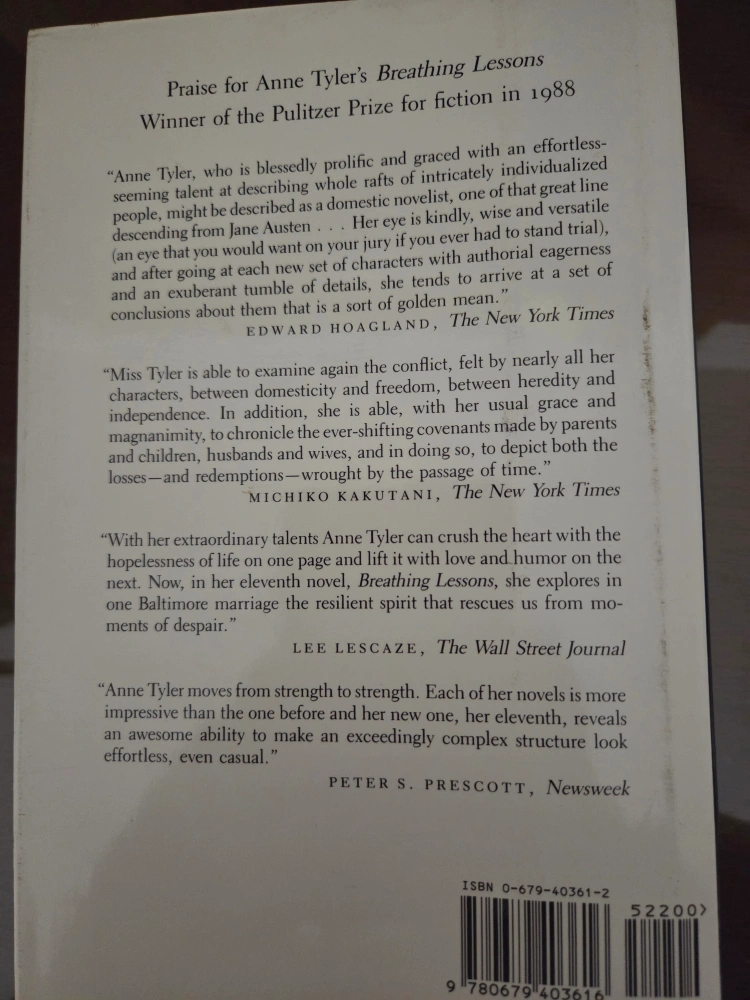 Praise for Anne Tyler's Breathing Lessons
Winner of the Pulitzer Prize for fiction in 1988
"Anne Tyler, who is blessedly prolific and graced with an effortless-
seeming talent at describing whole rafts of intricately individualized
people, might be described as a domestic novelist, one of that great line
descending from Jane Austen . . . Her eye is kindly, wise and versatile
(an eye that you would want on your jury if you ever had to stand trial),
and after going at each new set of characters with authorial eagerness
and an exuberant tumble of details, she tends to arrive at a set of
conclusions about them that is a sort of golden mean."
EDWARD HOAGLAND, The New York Times
"Miss Tyler is able to examine again the conflict, felt by nearly all her
characters, between domesticity and freedom, between heredity and
independence. In addition, she is able, with her usual grace and
magnanimity, to chronicle the ever-shifting covenants made by parents
and children, husbands and wives, and in doing so, to depict both the
losses—and redemptions—wrought by the passage of time."
MICHIKO KAKUTANI, The New York Times
"With her extraordinary talents Anne Tyler can crush the heart with the
hopelessness of life on one page and lift it with love and humor on the
next. Now, in her eleventh novel, Breathing Lessons, she explores in
one Baltimore marriage the resilient spirit that rescues us from mo-
ments of despair."
LEE LESCAZE, The Wall Street Journal
"Anne Tyler moves from strength to strength. Each of her novels is more
impressive than the one before and her new one, her eleventh, reveals
an awesome ability to make an exceedingly complex structure look
effortless, even casual."
PETER S. PRESCOTT, Newsweek
ISBN 0-679-40361-2
52200>
9 780679 403616